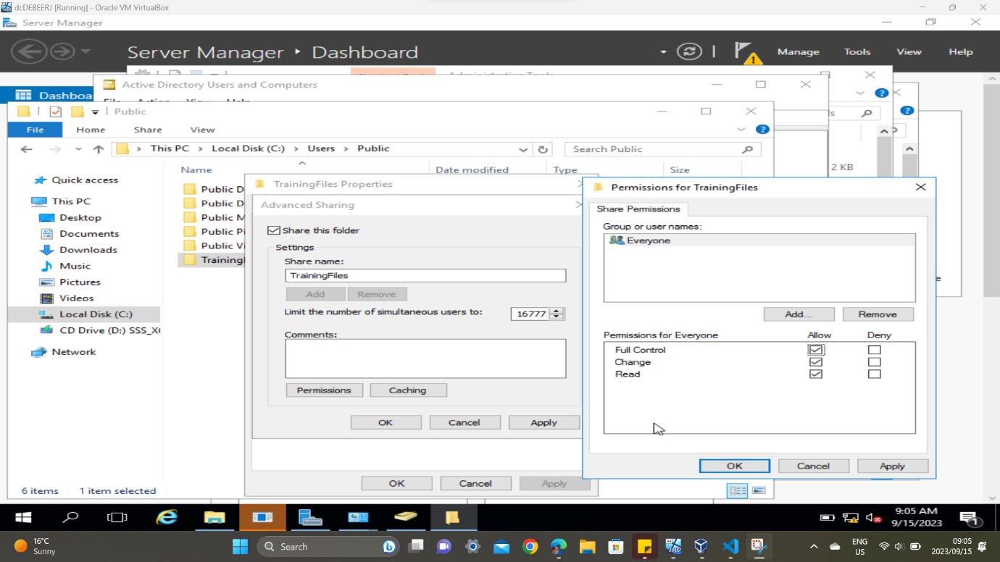 dcDEBEERJ [Running] - Oracle VM VirtualBox
Server Manager
Server Manager ‣ Dashboard
Manage Tools View Help
Active Directory Users and Computers
Dashboa
Public
File Home Share View
This PC > Local Disk (C:) > Users > Public
Search Public
Name Date modified Type Size
2 KB
Quick access
This PC
Desktop
Documents
Downloads
Music
Pictures
Videos
Local Disk (C:)
CD Drive (D:) SSS_X
Network
Public D
Public D
Public M
Public Pi
Public Vi
Training
6 items 1 item selected
TrainingFiles Properties
Advanced Sharing
Share this folder
Settings
Share name:
TrainingFiles
Add Remove
Limit the number of simultaneous users to: 16777
Comments:
Permissions Caching
OK Cancel Apply
OK Cancel Apply
Permissions for TrainingFiles
Share Permissions
Group or user names:
Everyone
Add... Remove
Permissions for Everyone Allow Deny
Full Control
Change
Read
OK Cancel Apply
9:05 AM
9/15/2023
1
16°C
Sunny
Search
2016
ENG
US
09:05
2023/09/15